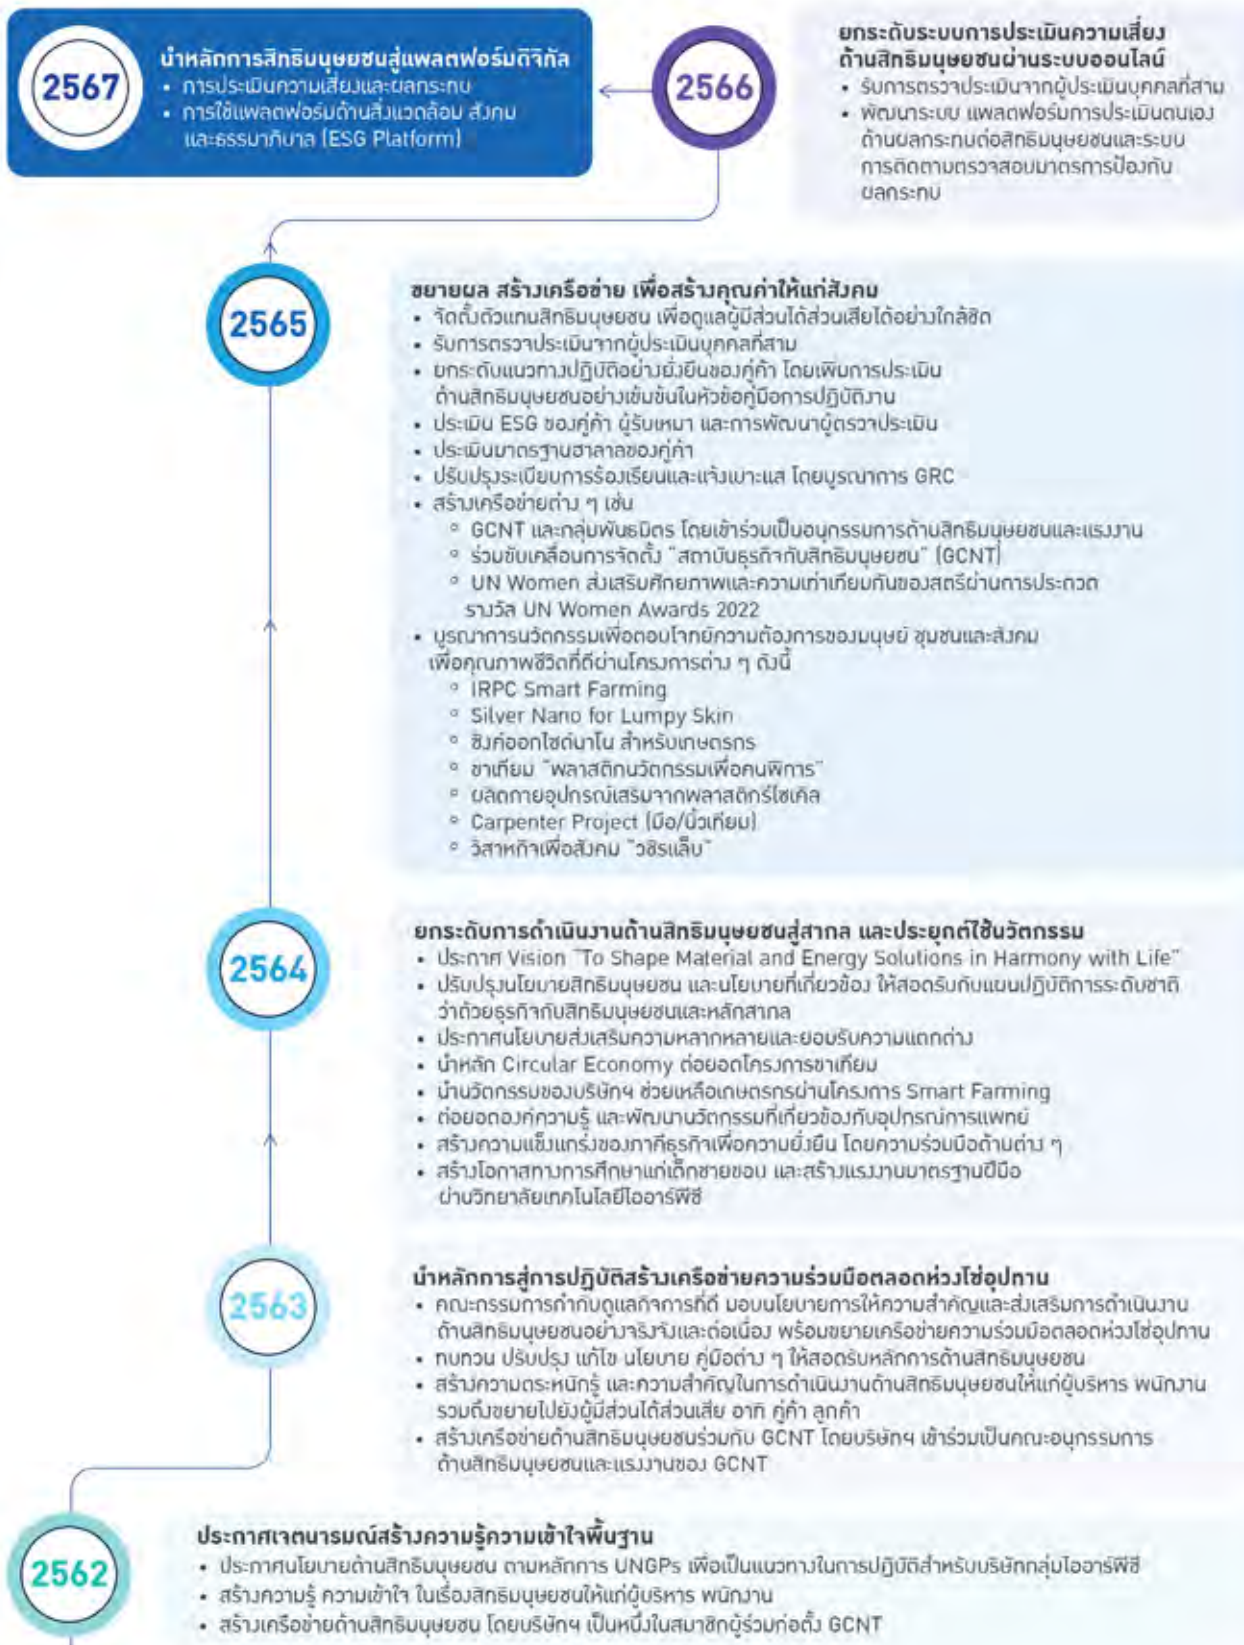 2567
นำหลักการสิทธิมนุษยชนสู่แพลตฟอร์มดิจิทัล
• การประเมินความเสี่ยงและผลกระทบ
• การใช้แพลตฟอร์มด้านสิ่งแวดล้อม สังคม
และธรรมาภิบาล (ESG Platform)
2566
ยกระดับระบบการประเมินความเสี่ยง
ด้านสิทธิมนุษยชนผ่านระบบออนไลน์
• รับการตรวจประเมินจากผู้ประเมินบุคคลที่สาม
• พัฒนาระบบ แพลตฟอร์มการประเมินตนเอง
ด้านผลกระทบต่อสิทธิมนุษยชนและระบบ
การติดตามตรวจสอบมาตรการป้องกัน
ผลกระทบ
2565
ขยายผล สร้างเครือข่าย เพื่อสร้างคุณค่าให้แก่สังคม
• จัดตั้งตัวแทนสิทธิมนุษยชน เพื่อดูแลผู้มีส่วนได้ส่วนเสียได้อย่างใกล้ชิด
• รับการตรวจประเมินจากผู้ประเมินบุคคลที่สาม
• ยกระดับแนวทางปฏิบัติอย่างยั่งยืนของคู่ค้า โดยเพิ่มการประเมิน
ด้านสิทธิมนุษยชนอย่างเข้มข้นในหัวข้อคู่มือการปฏิบัติงาน
• ประเมิน ESG ของคู่ค้า ผู้รับเหมา และการพัฒนาผู้ตรวจประเมิน
• ประเมินมาตรฐานฮาลาลของคู่ค้า
• ปรับปรุงระเบียบการร้องเรียนและแจ้งเบาะแส โดยบูรณาการ GRC
• สร้างเครือข่ายต่าง ๆ เช่น
° GCNT และกลุ่มพันธมิตร โดยเข้าร่วมเป็นอนุกรรมการด้านสิทธิมนุษยชนและแรงงาน
° ร่วมขับเคลื่อนการจัดตั้ง "สถาบันธุรกิจกับสิทธิมนุษยชน" (GCNT)
° UN Women ส่งเสริมศักยภาพและความเท่าเทียมกันของสตรีผ่านการประกวด
รางวัล UN Women Awards 2022
• บูรณาการนวัตกรรมเพื่อตอบโจทย์ความต้องการของมนุษย์ ชุมชนและสังคม
เพื่อคุณภาพชีวิตที่ดีผ่านโครงการต่าง ๆ ดังนี้
° IRPC Smart Farming
° Silver Nano for Lumpy Skin
° ซิงค์ออกไซด์นาโน สำหรับเกษตรกร
° ขาเทียม "พลาสติกนวัตกรรมเพื่อคนพิการ"
° ผลิตกายอุปกรณ์เสริมจากพลาสติกรีไซเคิล
° Carpenter Project (มือ/นิ้วเทียม)
° วิสาหกิจเพื่อสังคม "วชิรแล็บ"
2564
ยกระดับการดำเนินงานด้านสิทธิมนุษยชนสู่สากล และประยุกต์ใช้นวัตกรรม
• ประกาศ Vision "To Shape Material and Energy Solutions in Harmony with Life"
• ปรับปรุงนโยบายสิทธิมนุษยชน และนโยบายที่เกี่ยวข้อง ให้สอดรับกับแผนปฏิบัติการระดับชาติ
ว่าด้วยธุรกิจกับสิทธิมนุษยชนและหลักสากล
• ประกาศนโยบายส่งเสริมความหลากหลายและยอมรับความแตกต่าง
• นำหลัก Circular Economy ต่อยอดโครงการขาเทียม
• นำนวัตกรรมของบริษัทฯ ช่วยเหลือเกษตรกรผ่านโครงการ Smart Farming
• ต่อยอดองค์ความรู้ และพัฒนานวัตกรรมที่เกี่ยวข้องกับอุปกรณ์การแพทย์
• สร้างความแข็งแกร่งของภาคีธุรกิจเพื่อความยั่งยืน โดยความร่วมมือด้านต่าง ๆ
• สร้างโอกาสทางการศึกษาแก่เด็กชายขอบ และสร้างแรงงานมาตรฐานฝีมือ
ผ่านวิทยาลัยเทคโนโลยีไออาร์พีซี
2563
นำหลักการสู่การปฏิบัติสร้างเครือข่ายความร่วมมือตลอดห่วงโซ่อุปทาน
• คณะกรรมการกำกับดูแลกิจการที่ดี มอบนโยบายการให้ความสำคัญและส่งเสริมการดำเนินงาน
ด้านสิทธิมนุษยชนอย่างจริงจังและต่อเนื่อง พร้อมขยายเครือข่ายความร่วมมือตลอดห่วงโซ่อุปทาน
• ทบทวน ปรับปรุง แก้ไข นโยบาย คู่มือต่าง ๆ ให้สอดรับหลักการด้านสิทธิมนุษยชน
• สร้างความตระหนักรู้ และความสำคัญในการดำเนินงานด้านสิทธิมนุษยชนให้แก่ผู้บริหาร พนักงาน
รวมถึงขยายไปยังผู้มีส่วนได้ส่วนเสีย อาทิ คู่ค้า ลูกค้า
• สร้างเครือข่ายด้านสิทธิมนุษยชนร่วมกับ GCNT โดยบริษัทฯ เข้าร่วมเป็นคณะอนุกรรมการ
ด้านสิทธิมนุษยชนและแรงงานของ GCNT
2562
ประกาศเจตนารมณ์สร้างความรู้ความเข้าใจพื้นฐาน
• ประกาศนโยบายด้านสิทธิมนุษยชน ตามหลักการ UNGPs เพื่อเป็นแนวทางในการปฏิบัติสำหรับบริษัทกลุ่มไออาร์พีซี
• สร้างความรู้ ความเข้าใจ ในเรื่องสิทธิมนุษยชนให้แก่ผู้บริหาร พนักงาน
• สร้างเครือข่ายด้านสิทธิมนุษยชน โดยบริษัทฯ เป็นหนึ่งในสมาชิกผู้ร่วมก่อตั้ง GCNT